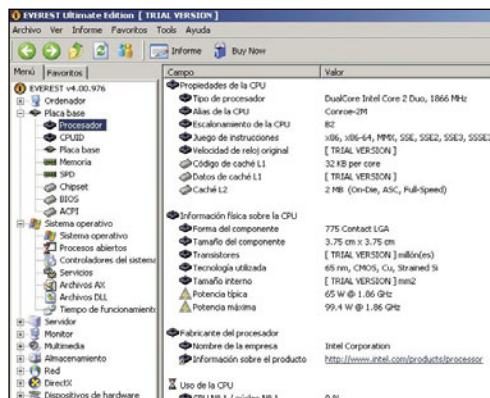 EVEREST Ultimate Edition [ TRIAL VERSION ]
Archivo Ver Informe Favoritos Tools Ayuda
Informe Buy Now
Menú Favoritos
EVEREST v4.00.976
Ordenador
Placa base
Procesador
CPUID
Placa base
Memoria
SPD
Chipset
BIOS
ACPI
Sistema operativo
Sistema operativo
Procesos abiertos
Controladores del sistema
Servicios
Archivos AX
Archivos DLL
Tiempo de funcionamiento
Servidor
Monitor
Multimedia
Almacenamiento
Red
DirectX
Dispositivos de hardware
Campo Valor
Propiedades de la CPU
Tipo de procesador DualCore Intel Core 2 Duo, 1866 MHz
Alias de la CPU Conroe-2M
Escalonamiento de la CPU B2
Juego de instrucciones x86, x86-64, MMX, SSE, SSE2, SSE3, SSSE3
Velocidad de reloj original [ TRIAL VERSION ]
Código de caché L1 32 KB per core
Datos de caché L1 [ TRIAL VERSION ]
Caché L2 2 MB (On-Die, ASC, Full-Speed)
Información física sobre la CPU
Forma del componente 775 Contact LGA
Tamaño del componente 3.75 cm x 3.75 cm
Transistores [ TRIAL VERSION ] millón(es)
Tecnología utilizada 65 nm, CMOS, Cu, Strained Si
Tamaño interno [ TRIAL VERSION ] mm2
Potencia típica 65 W @ 1.86 GHz
Potencia máxima 99.4 W @ 1.86 GHz
Fabricante del procesador
Nombre de la empresa Intel Corporation
Información sobre el producto http://www.intel.com/products/processor
Uso de la CPU